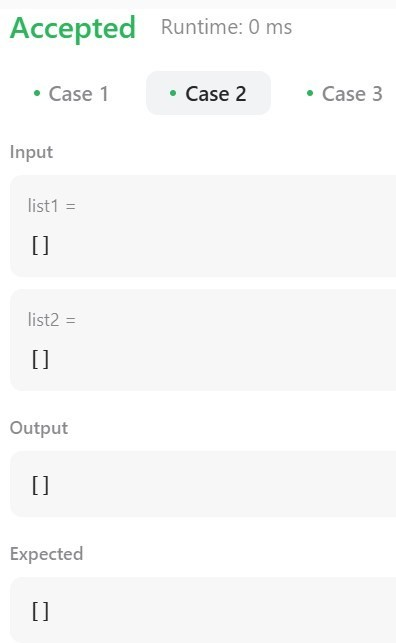 Accepted Runtime: 0 ms
• Case 1 • Case 2 • Case 3
Input
list1 =
[]
list2 =
[]
Output
[]
Expected
[]